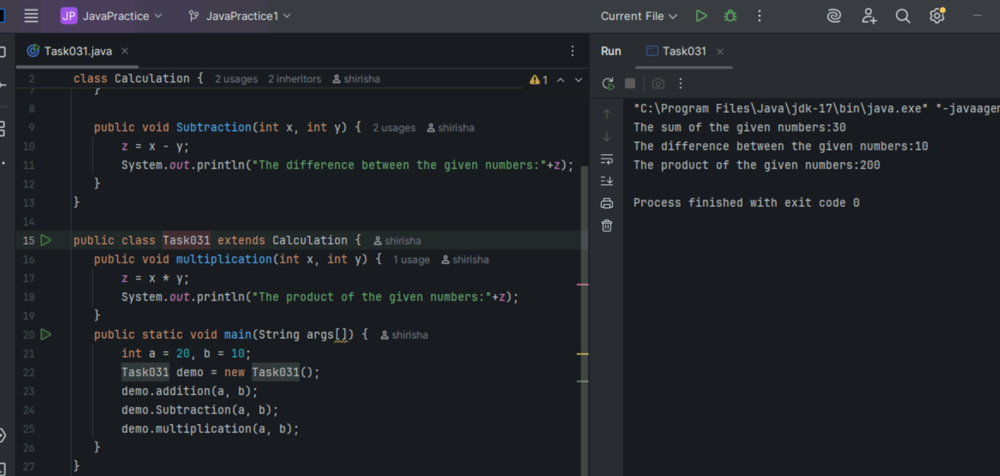 JP JavaPractice JavaPractice1 Current File
Task031.java
2 class Calculation { 2 usages 2 inheritors shirisha 1
7 }
8
9 public void Subtraction(int x, int y) { 2 usages shirisha
10 z = x - y;
11 System.out.println("The difference between the given numbers:"+z);
12 }
13 }
14
15 public class Task031 extends Calculation { shirisha
16 public void multiplication(int x, int y) { 1 usage shirisha
17 z = x * y;
18 System.out.println("The product of the given numbers:"+z);
19 }
20 public static void main(String args[]) { shirisha
21 int a = 20, b = 10;
22 Task031 demo = new Task031();
23 demo.addition(a, b);
24 demo.Subtraction(a, b);
25 demo.multiplication(a, b);
26 }
27 }
Run Task031
"C:\Program Files\Java\jdk-17\bin\java.exe" "-javaagen
The sum of the given numbers:30
The difference between the given numbers:10
The product of the given numbers:200
Process finished with exit code 0